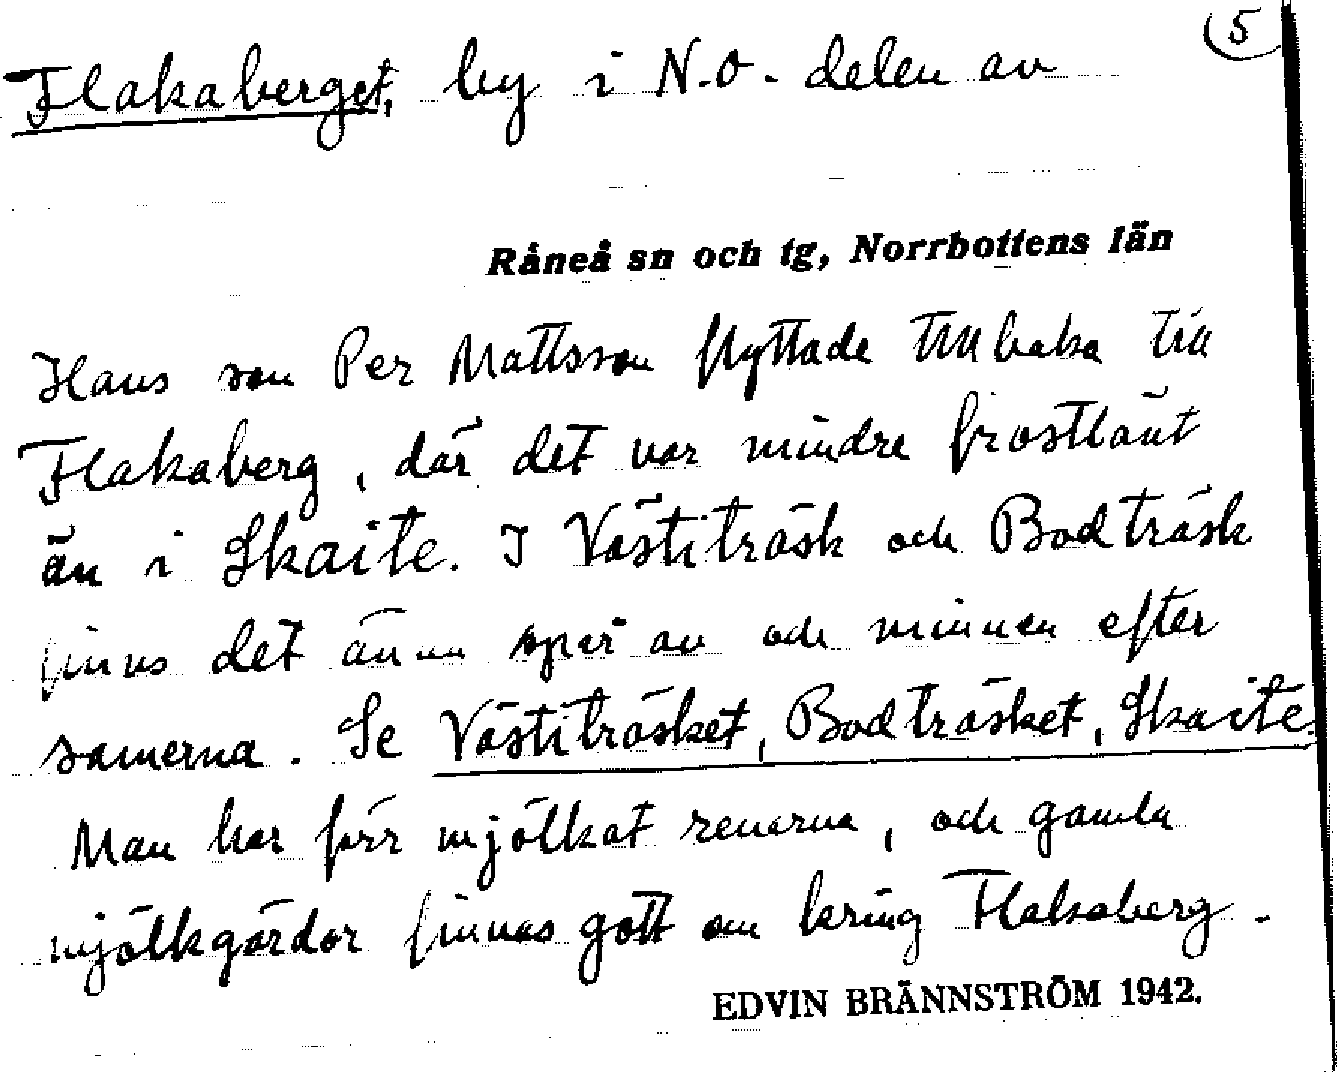 5
Flakaberget, by i N.O. delen av
Råneå sn och tg, Norrbottens län
Hans son Per Mattsson flyttade tillbaka till
Flakaberg, där det var mindre frostlänt
än i Skaite. I Västiträsk och Bodträsk
finns det ännu spår av och minnen efter
samerna. Se Västiträsket, Bodträsket, Skaite.
Man har förr mjölkat renarna, och gamla
mjölkgårdar finnas gott om kring Flakaberg.
EDVIN BRÄNNSTRÖM 1942.